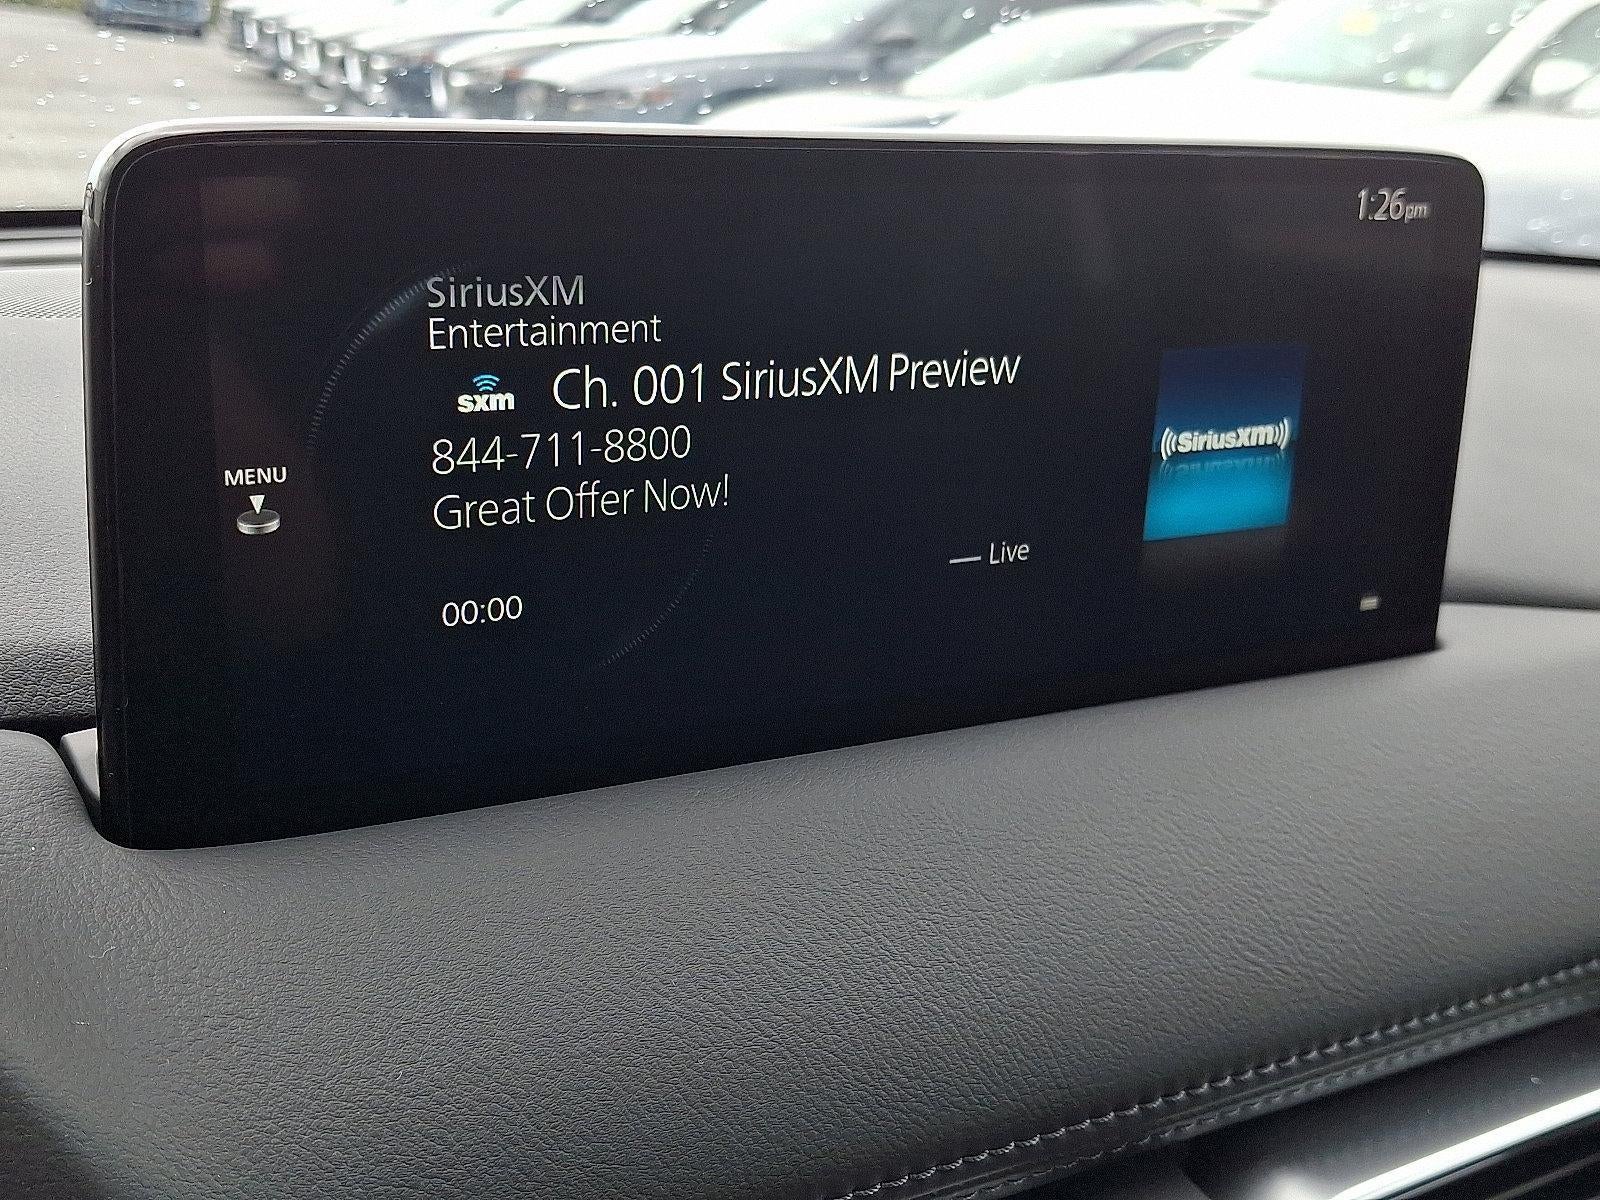 1:26pm
SiriusXM
Entertainment
sxm Ch. 001 SiriusXM Preview
844-711-8800
Great Offer Now!
MENU
Live
00:00
((SiriusXM))